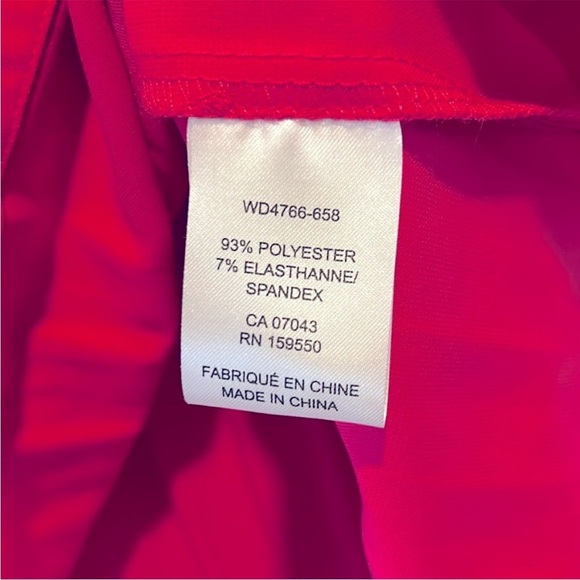 WD4766-658
93% POLYESTER
7% ELASTHANNE/
SPANDEX
CA 07043
RN 159550
FABRIQUÉ EN CHINE
MADE IN CHINA